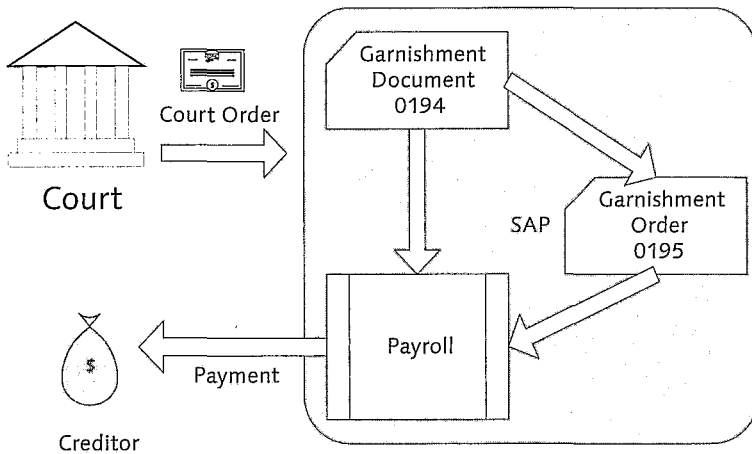 Garnishment
Document
0194
Court Order
Court
SAP
Garnishment
Order
0195
Payroll
$
Payment
Creditor